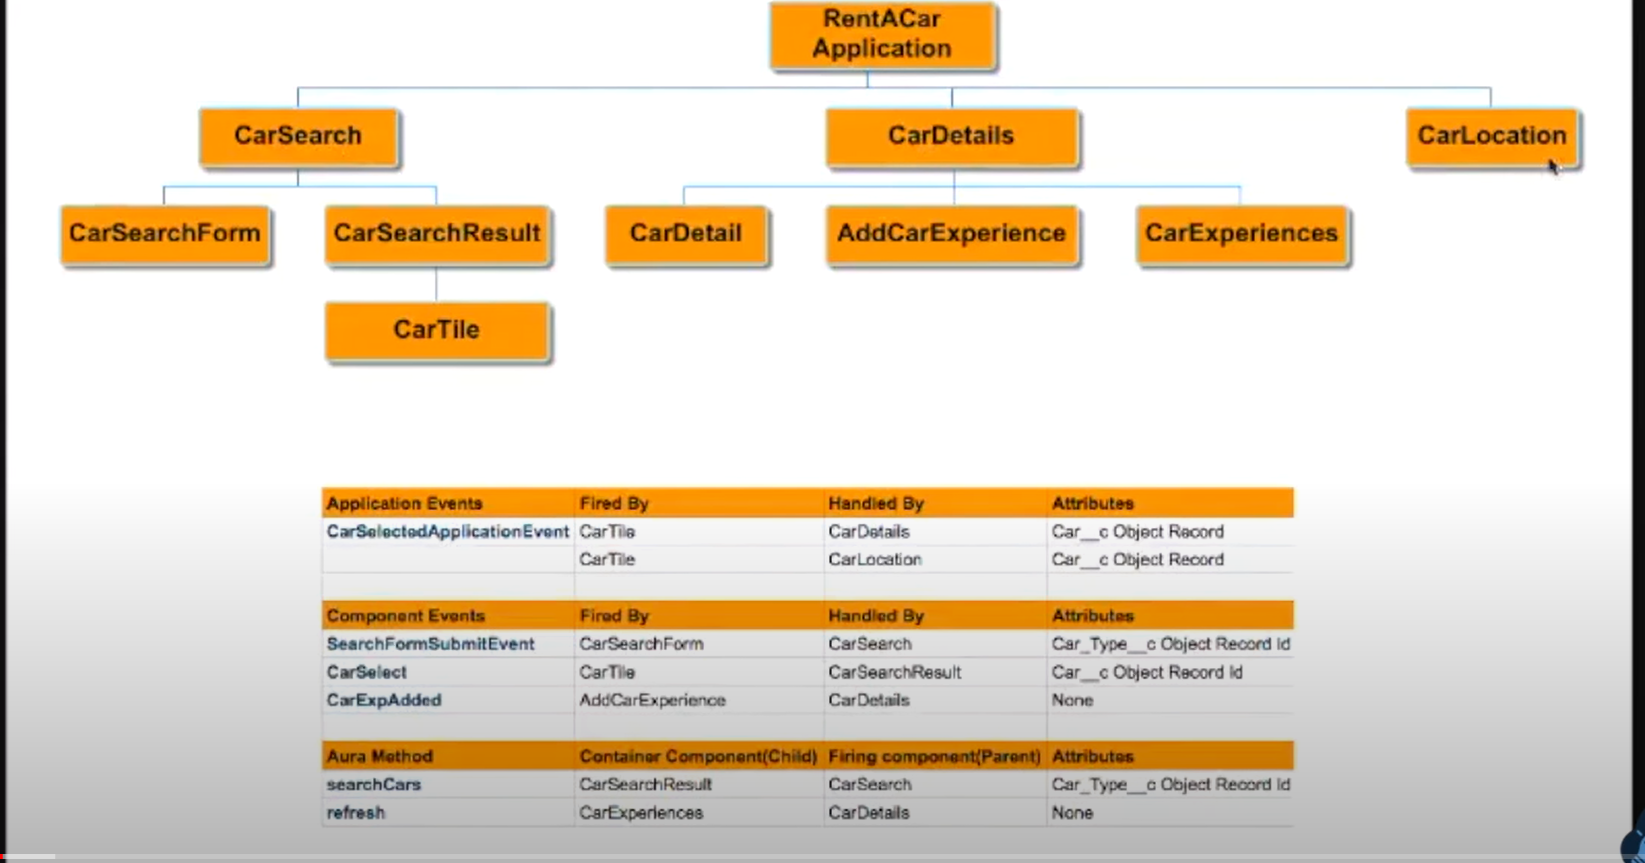 RentACar
Application
CarSearch
CarDetails
CarLocation
CarSearchForm
CarSearchResult
CarDetail
AddCarExperience
CarExperiences
CarTile
Application Events Fired By Handled By Attributes
CarSelectedApplicationEvent CarTile CarDetails Car__c Object Record
CarTile CarLocation Car__c Object Record
Component Events Fired By Handled By Attributes
SearchFormSubmitEvent CarSearchForm CarSearch Car_Type__c Object Record Id
CarSelect CarTile CarSearchResult Car__c Object Record Id
CarExpAdded AddCarExperience CarDetails None
Aura Method Container Component(Child) Firing component(Parent) Attributes
searchCars CarSearchResult CarSearch Car_Type__c Object Record Id
refresh CarExperiences CarDetails None